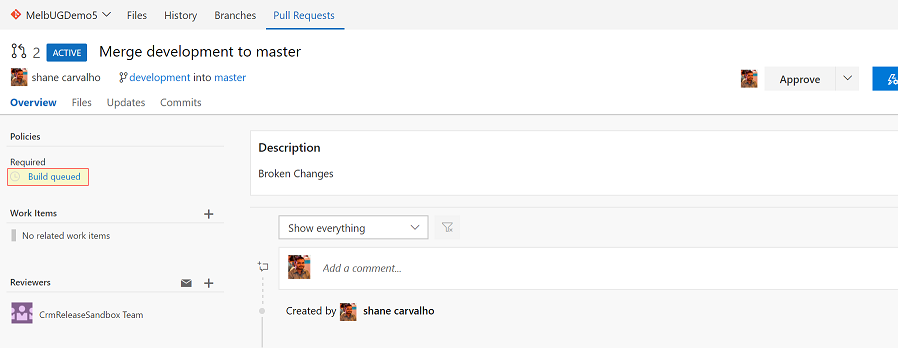 MelbUGDemo5 Files History Branches Pull Requests
2 ACTIVE Merge development to master
shane carvalho development into master Approve
Overview Files Updates Commits
Policies
Required
Build queued
Work Items
No related work items
Reviewers
CrmReleaseSandbox Team
Description
Broken Changes
Show everything
Add a comment...
Created by shane carvalho